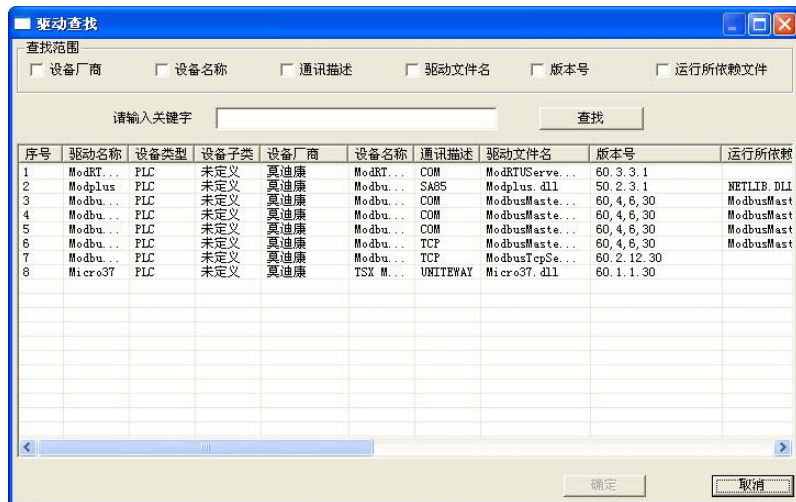 驱动查找
查找范围
设备厂商 设备名称 通讯描述 驱动文件名 版本号 运行所依赖文件
请输入关键字 查找
序号 驱动名称 设备类型 设备子类 设备厂商 设备名称 通讯描述 驱动文件名 版本号 运行所依赖
1 ModRT... PLC 未定义 莫迪康 ModRT... COM ModRTUServe... 60.3.3.1
2 Modplus PLC 未定义 莫迪康 Modbu... SA85 Modplus.dll 50.2.3.1 NETLIB.DLL
3 Modbu... PLC 未定义 莫迪康 Modbu... COM ModbusMaste... 60,4,6,30 ModbusMast
4 Modbu... PLC 未定义 莫迪康 Modbu... COM ModbusMaste... 60,4,6,30 ModbusMast
5 Modbu... PLC 未定义 莫迪康 Modbu... COM ModbusMaste... 60,4,6,30 ModbusMast
6 Modbu... PLC 未定义 莫迪康 Modbu... TCP ModbusMaste... 60,4,6,30 ModbusMast
7 Modbu... PLC 未定义 莫迪康 Modbu... TCP ModbusTcpSe... 60.2.12.30
8 Micro37 PLC 未定义 莫迪康 TSX M... UNITEWAY Micro37.dll 60.1.1.30
确定 取消